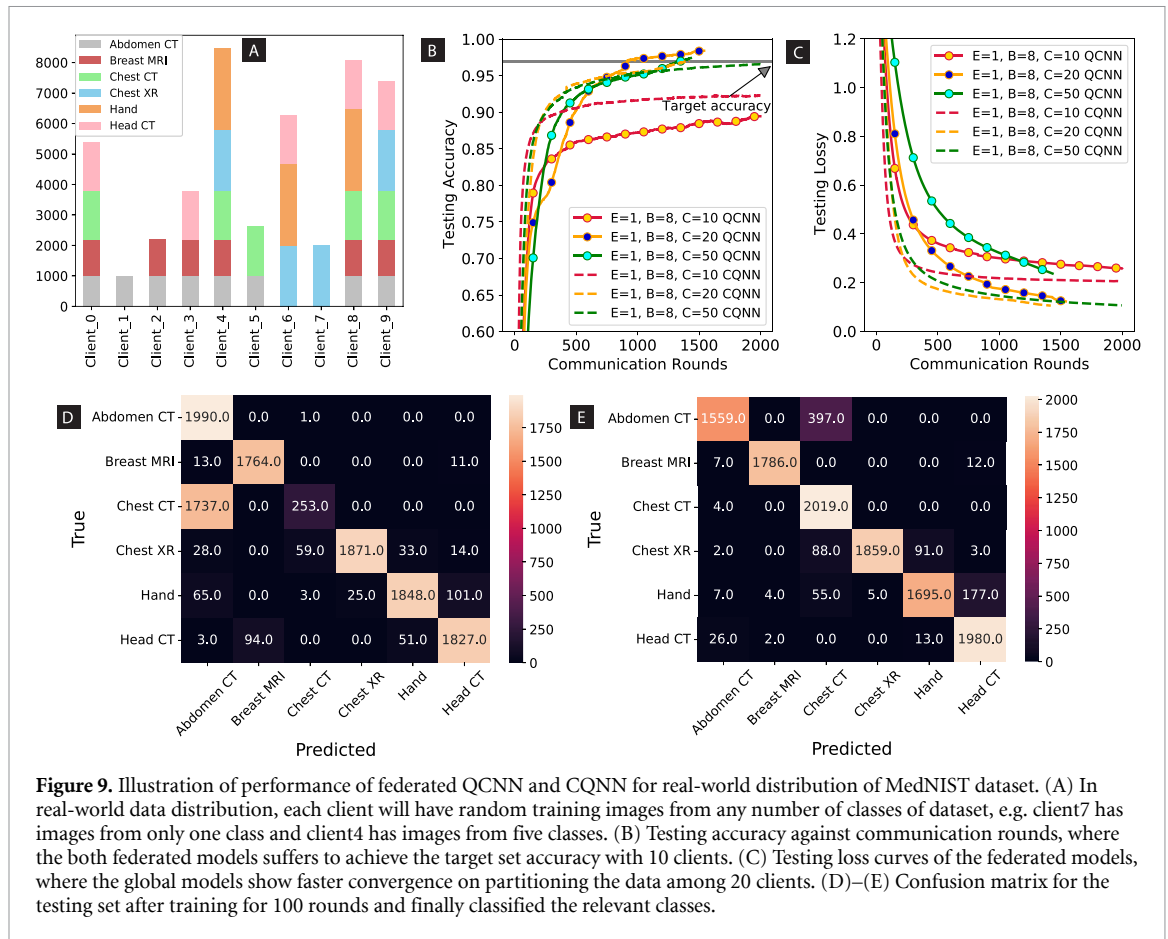 A
8000
7000
6000
5000
4000
3000
2000
1000
0
Abdomen CT
Breast MRI
Chest CT
Chest XR
Hand
Head CT
Client_0
Client_1
Client_2
Client_3
Client_4
Client_5
Client_6
Client_7
Client_8
Client_9
B
Testing Accuracy
1.00
0.95
0.90
0.85
0.80
0.75
0.70
0.65
0.60
Target accuracy
E=1, B=8, C=10 QCNN
E=1, B=8, C=20 QCNN
E=1, B=8, C=50 QCNN
E=1, B=8, C=10 CQNN
E=1, B=8, C=20 CQNN
E=1, B=8, C=50 CQNN
0 500 1000 1500 2000
Communication Rounds
C
Testing Lossy
1.2
1.0
0.8
0.6
0.4
0.2
0.0
E=1, B=8, C=10 QCNN
E=1, B=8, C=20 QCNN
E=1, B=8, C=50 QCNN
E=1, B=8, C=10 CQNN
E=1, B=8, C=20 CQNN
E=1, B=8, C=50 CQNN
0 500 1000 1500 2000
Communication Rounds
D
True
Abdomen CT 1990.0 0.0 1.0 0.0 0.0 0.0
Breast MRI 13.0 1764.0 0.0 0.0 0.0 11.0
Chest CT 1737.0 0.0 253.0 0.0 0.0 0.0
Chest XR 28.0 0.0 59.0 1871.0 33.0 14.0
Hand 65.0 0.0 3.0 25.0 1848.0 101.0
Head CT 3.0 94.0 0.0 0.0 51.0 1827.0
Abdomen CT
Breast MRI
Chest CT
Chest XR
Hand
Head CT
Predicted
1750
1500
1250
1000
750
500
250
0
E
True
Abdomen CT 1559.0 0.0 397.0 0.0 0.0 0.0
Breast MRI 7.0 1786.0 0.0 0.0 0.0 12.0
Chest CT 4.0 0.0 2019.0 0.0 0.0 0.0
Chest XR 2.0 0.0 88.0 1859.0 91.0 3.0
Hand 7.0 4.0 55.0 5.0 1695.0 177.0
Head CT 26.0 2.0 0.0 0.0 13.0 1980.0
Abdomen CT
Breast MRI
Chest CT
Chest XR
Hand
Head CT
Predicted
2000
1750
1500
1250
1000
750
500
250
0
Figure 9. Illustration of performance of federated QCNN and CQNN for real-world distribution of MedNIST dataset. (A) In
real-world data distribution, each client will have random training images from any number of classes of dataset, e.g. client7 has
images from only one class and client4 has images from five classes. (B) Testing accuracy against communication rounds, where
the both federated models suffers to achieve the target set accuracy with 10 clients. (C) Testing loss curves of the federated models,
where the global models show faster convergence on partitioning the data among 20 clients. (D)–(E) Confusion matrix for the
testing set after training for 100 rounds and finally classified the relevant classes.